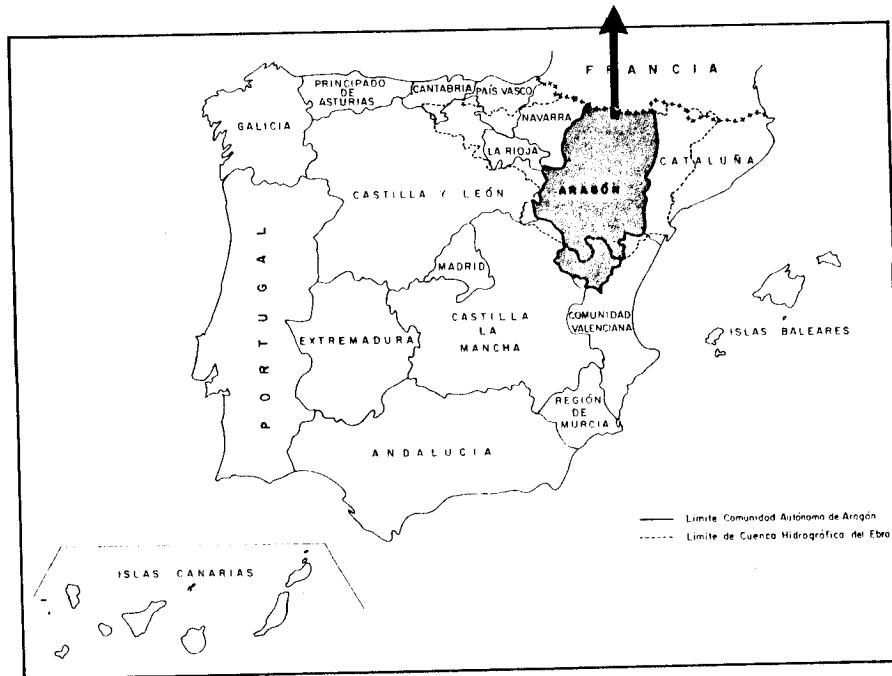 FRANCIA
PRINCIPADO
DE
ASTURIAS
CANTABRIA
PAÍS VASCO
GALICIA
NAVARRA
LA RIOJA
CATALUÑA
ARAGÓN
CASTILLA Y LEÓN
PORTUGAL
MADRID
COMUNIDAD
VALENCIANA
CASTILLA
LA
MANCHA
EXTREMADURA
ISLAS BALEARES
REGIÓN
DE
MURCIA
ANDALUCIA
Limite Comunidad Autónoma de Aragón
Limite de Cuenca Hidrográfica del Ebro
ISLAS CANARIAS